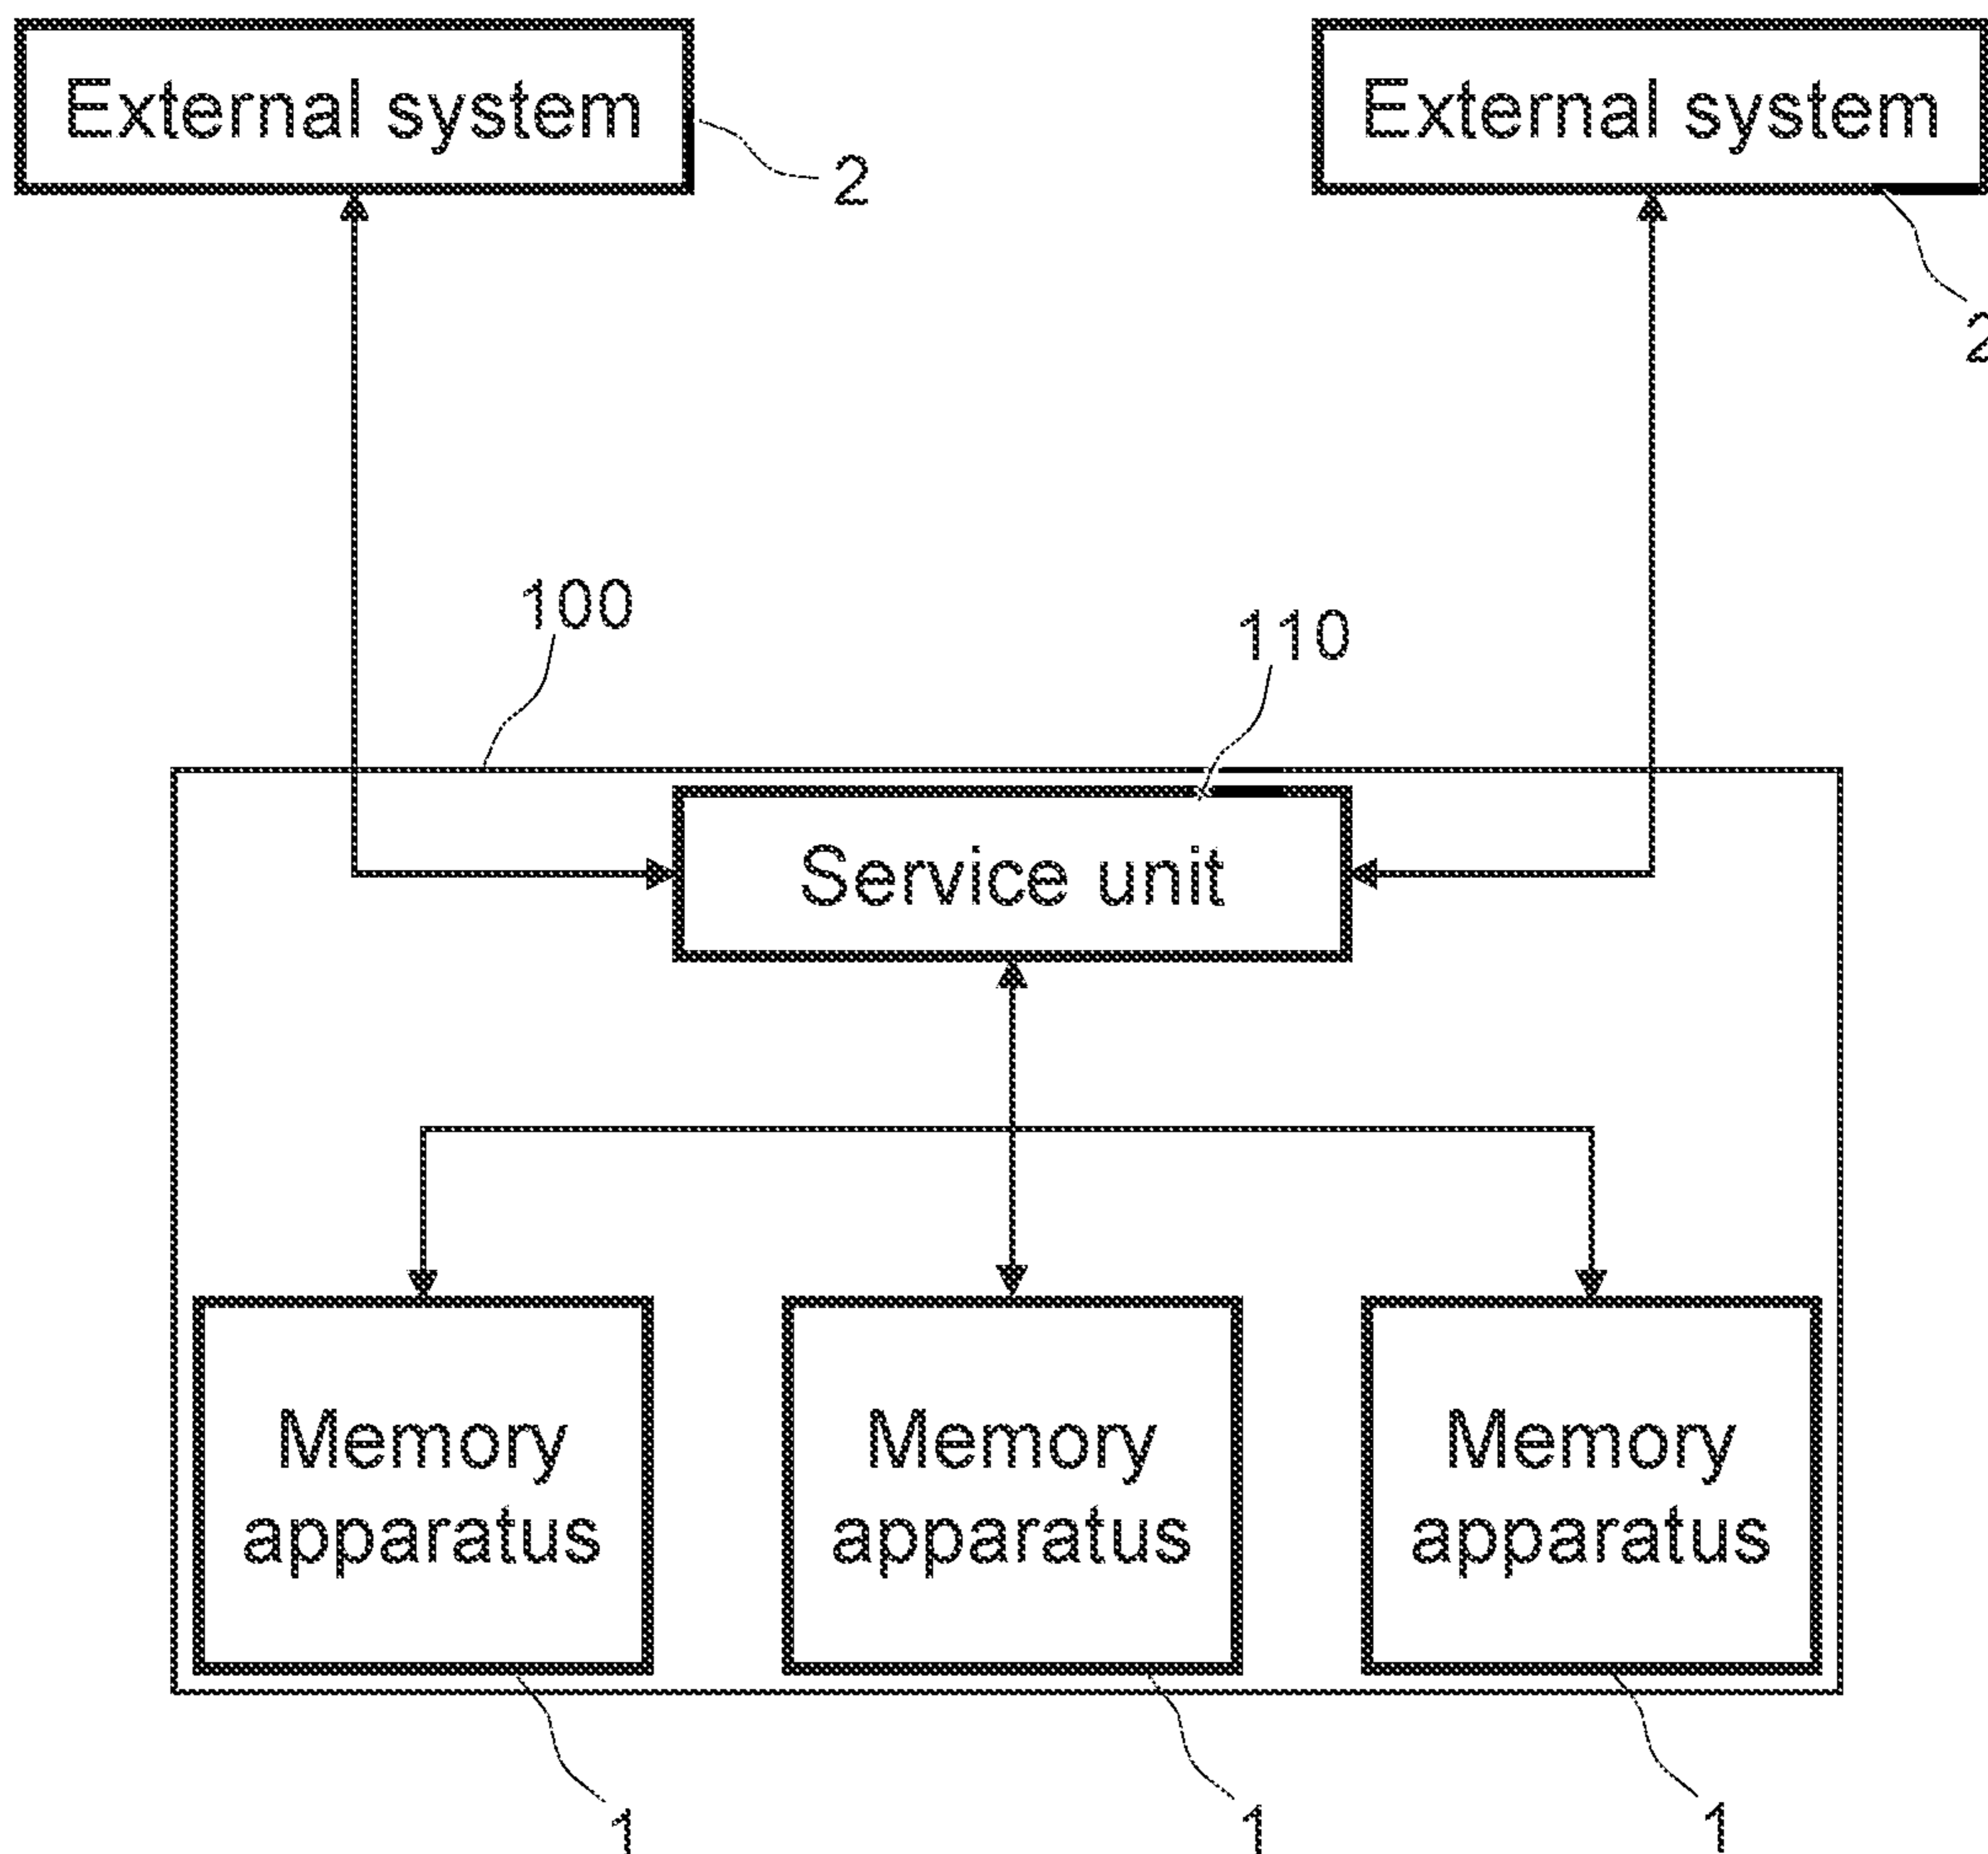 External system
External system
2
2
100
110
Service unit
Memory
apparatus
Memory
apparatus
Memory
apparatus
1
1
1